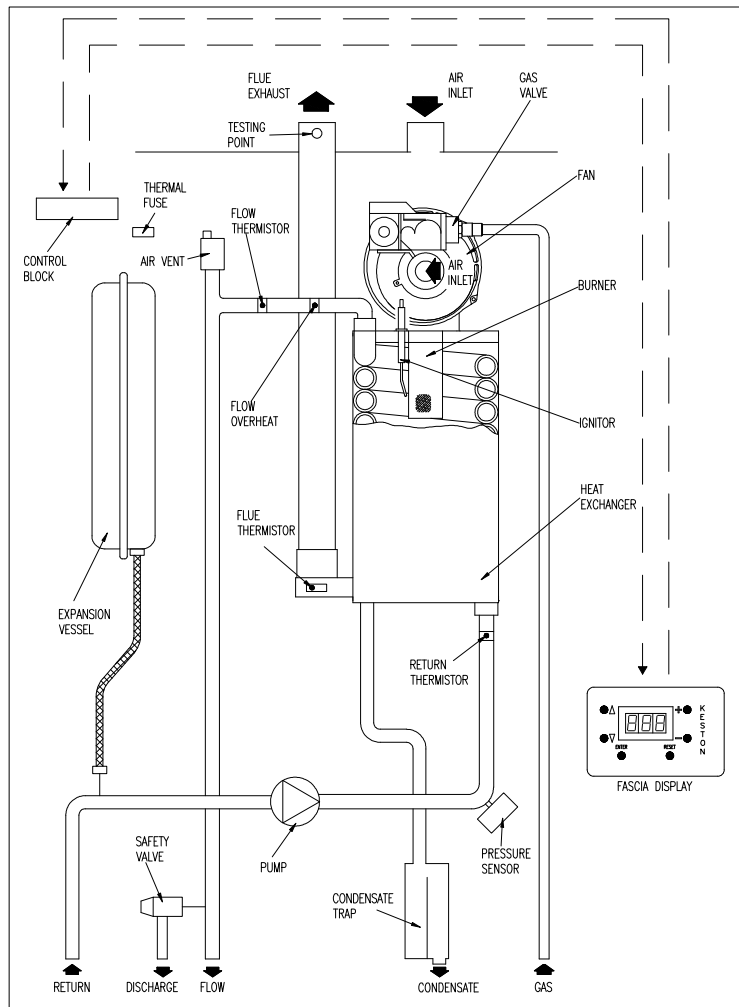 FLUE
EXHAUST
AIR
INLET
GAS
VALVE
TESTING
POINT
THERMAL
FUSE
FAN
FLOW
THERMISTOR
CONTROL
BLOCK
AIR VENT
AIR
INLET
BURNER
FLOW
OVERHEAT
IGNITOR
HEAT
EXCHANGER
FLUE
THERMISTOR
EXPANSION
VESSEL
RETURN
THERMISTOR
KESTON
888
ENTER
RESET
FASCIA DISPLAY
SAFETY
VALVE
PUMP
PRESSURE
SENSOR
CONDENSATE
TRAP
RETURN
DISCHARGE
FLOW
CONDENSATE
GAS